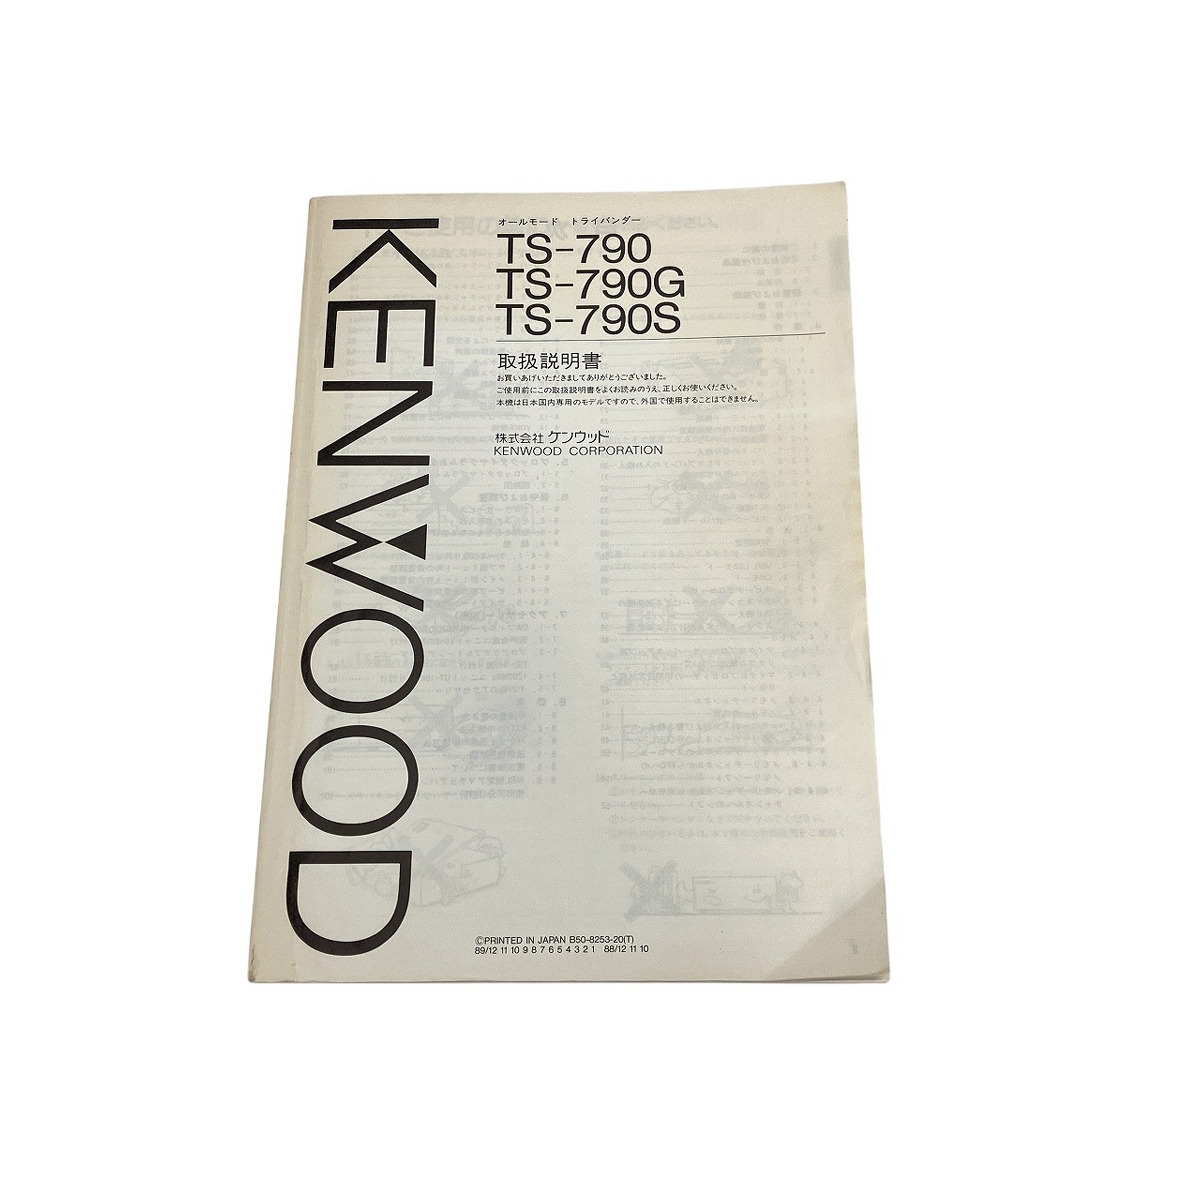 KENWOOD
オールモード トライバンダー
TS-790
TS-790G
TS-790S
取扱説明書
お買いあげいただきましてありがとうございました。
ご使用前にこの取扱説明書をよくお読みのうえ、正しくお使いください。
本機は日本国内専用のモデルですので、外国で使用することはできません。
株式会社 ケンウッド
KENWOOD CORPORATION
©PRINTED IN JAPAN B50-8253-20(T)
89/12 11 10 9 8 7 6 5 4 3 2 1 88/12 11 10